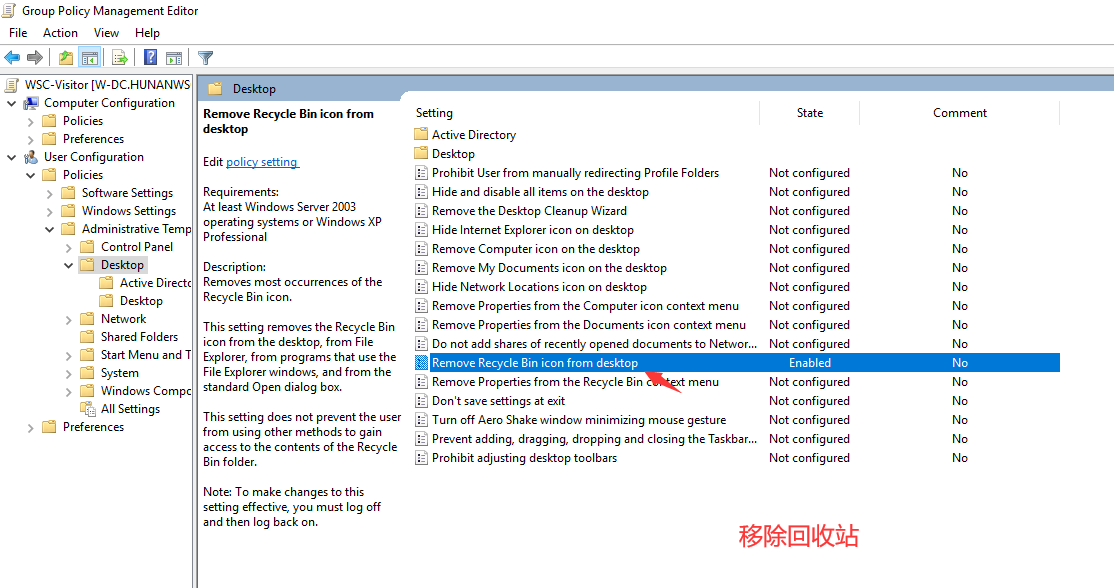 Group Policy Management Editor
File Action View Help
WSC-Visitor [W-DC.HUNANWS
Computer Configuration
Policies
Preferences
User Configuration
Policies
Software Settings
Windows Settings
Administrative Temp
Control Panel
Desktop
Active Directo
Desktop
Network
Shared Folders
Start Menu and T
System
Windows Compo
All Settings
Preferences
Desktop
Remove Recycle Bin icon from
desktop
Edit policy setting
Requirements:
At least Windows Server 2003
operating systems or Windows XP
Professional
Description:
Removes most occurrences of the
Recycle Bin icon.
This setting removes the Recycle Bin
icon from the desktop, from File
Explorer, from programs that use the
File Explorer windows, and from the
standard Open dialog box.
This setting does not prevent the user
from using other methods to gain
access to the contents of the Recycle
Bin folder.
Note: To make changes to this
setting effective, you must log off
and then log back on.
Setting State Comment
Active Directory
Desktop
Prohibit User from manually redirecting Profile Folders Not configured No
Hide and disable all items on the desktop Not configured No
Remove the Desktop Cleanup Wizard Not configured No
Hide Internet Explorer icon on desktop Not configured No
Remove Computer icon on the desktop Not configured No
Remove My Documents icon on the desktop Not configured No
Hide Network Locations icon on desktop Not configured No
Remove Properties from the Computer icon context menu Not configured No
Remove Properties from the Documents icon context menu Not configured No
Do not add shares of recently opened documents to Networ... Not configured No
Remove Recycle Bin icon from desktop Enabled No
Remove Properties from the Recycle Bin context menu Not configured No
Don't save settings at exit Not configured No
Turn off Aero Shake window minimizing mouse gesture Not configured No
Prevent adding, dragging, dropping and closing the Taskbar... Not configured No
Prohibit adjusting desktop toolbars Not configured No
移除回收站